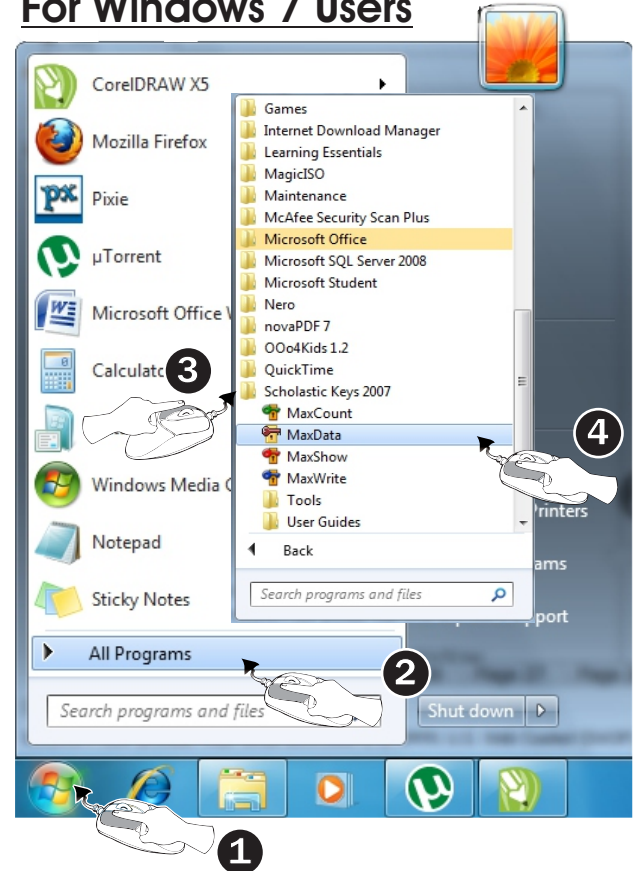 For Windows 7 Users
CorelDRAW X5
Mozilla Firefox
px Pixie
µTorrent
Microsoft Office W
Calculato
Windows Media
Notepad
Sticky Notes
All Programs
Search programs and files
Games
Internet Download Manager
Learning Essentials
MagicISO
Maintenance
McAfee Security Scan Plus
Microsoft Office
Microsoft SQL Server 2008
Microsoft Student
Nero
novaPDF 7
OOo4Kids 1.2
QuickTime
Scholastic Keys 2007
MaxCount
MaxData
MaxShow
MaxWrite
Tools
User Guides
Back
Search programs and files
Printers
ams
port
Shut down
1
2
3
4